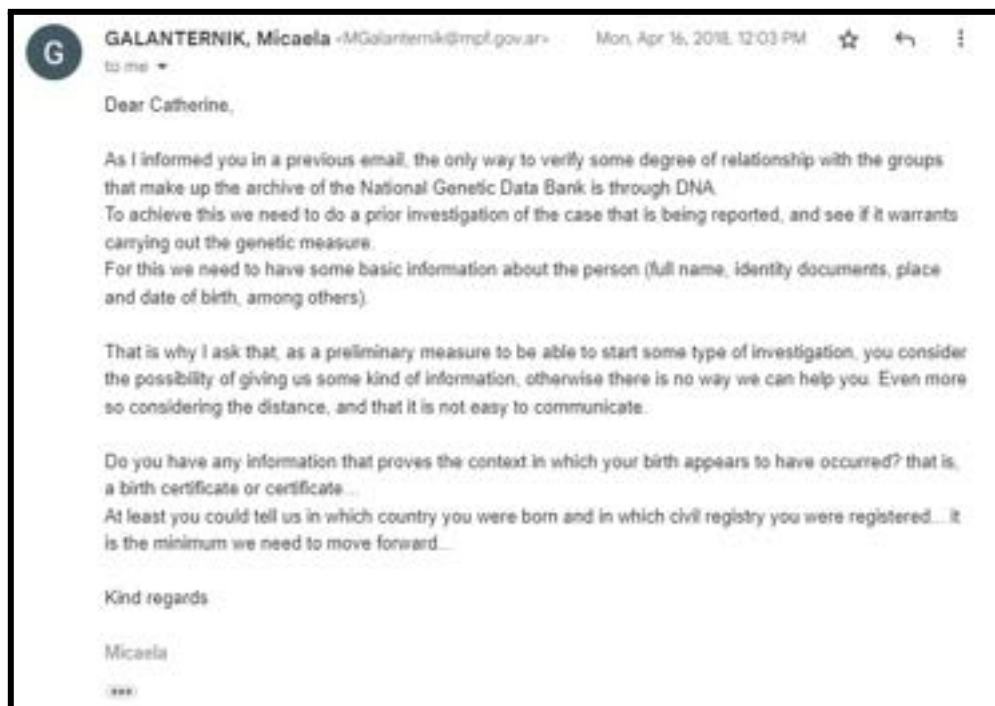 G
GALANTERNIK, Micaela <MGalanternik@mpf.gov.ar> Mon, Apr 16, 2018, 12:03 PM
to me
Dear Catherine,
As I informed you in a previous email, the only way to verify some degree of relationship with the groups
that make up the archive of the National Genetic Data Bank is through DNA.
To achieve this we need to do a prior investigation of the case that is being reported, and see if it warrants
carrying out the genetic measure.
For this we need to have some basic information about the person (full name, identity documents, place
and date of birth, among others).
That is why I ask that, as a preliminary measure to be able to start some type of investigation, you consider
the possibility of giving us some kind of information, otherwise there is no way we can help you. Even more
so considering the distance, and that it is not easy to communicate.
Do you have any information that proves the context in which your birth appears to have occurred? that is,
a birth certificate or certificate...
At least you could tell us in which country you were born and in which civil registry you were registered... it
is the minimum we need to move forward...
Kind regards
Micaela